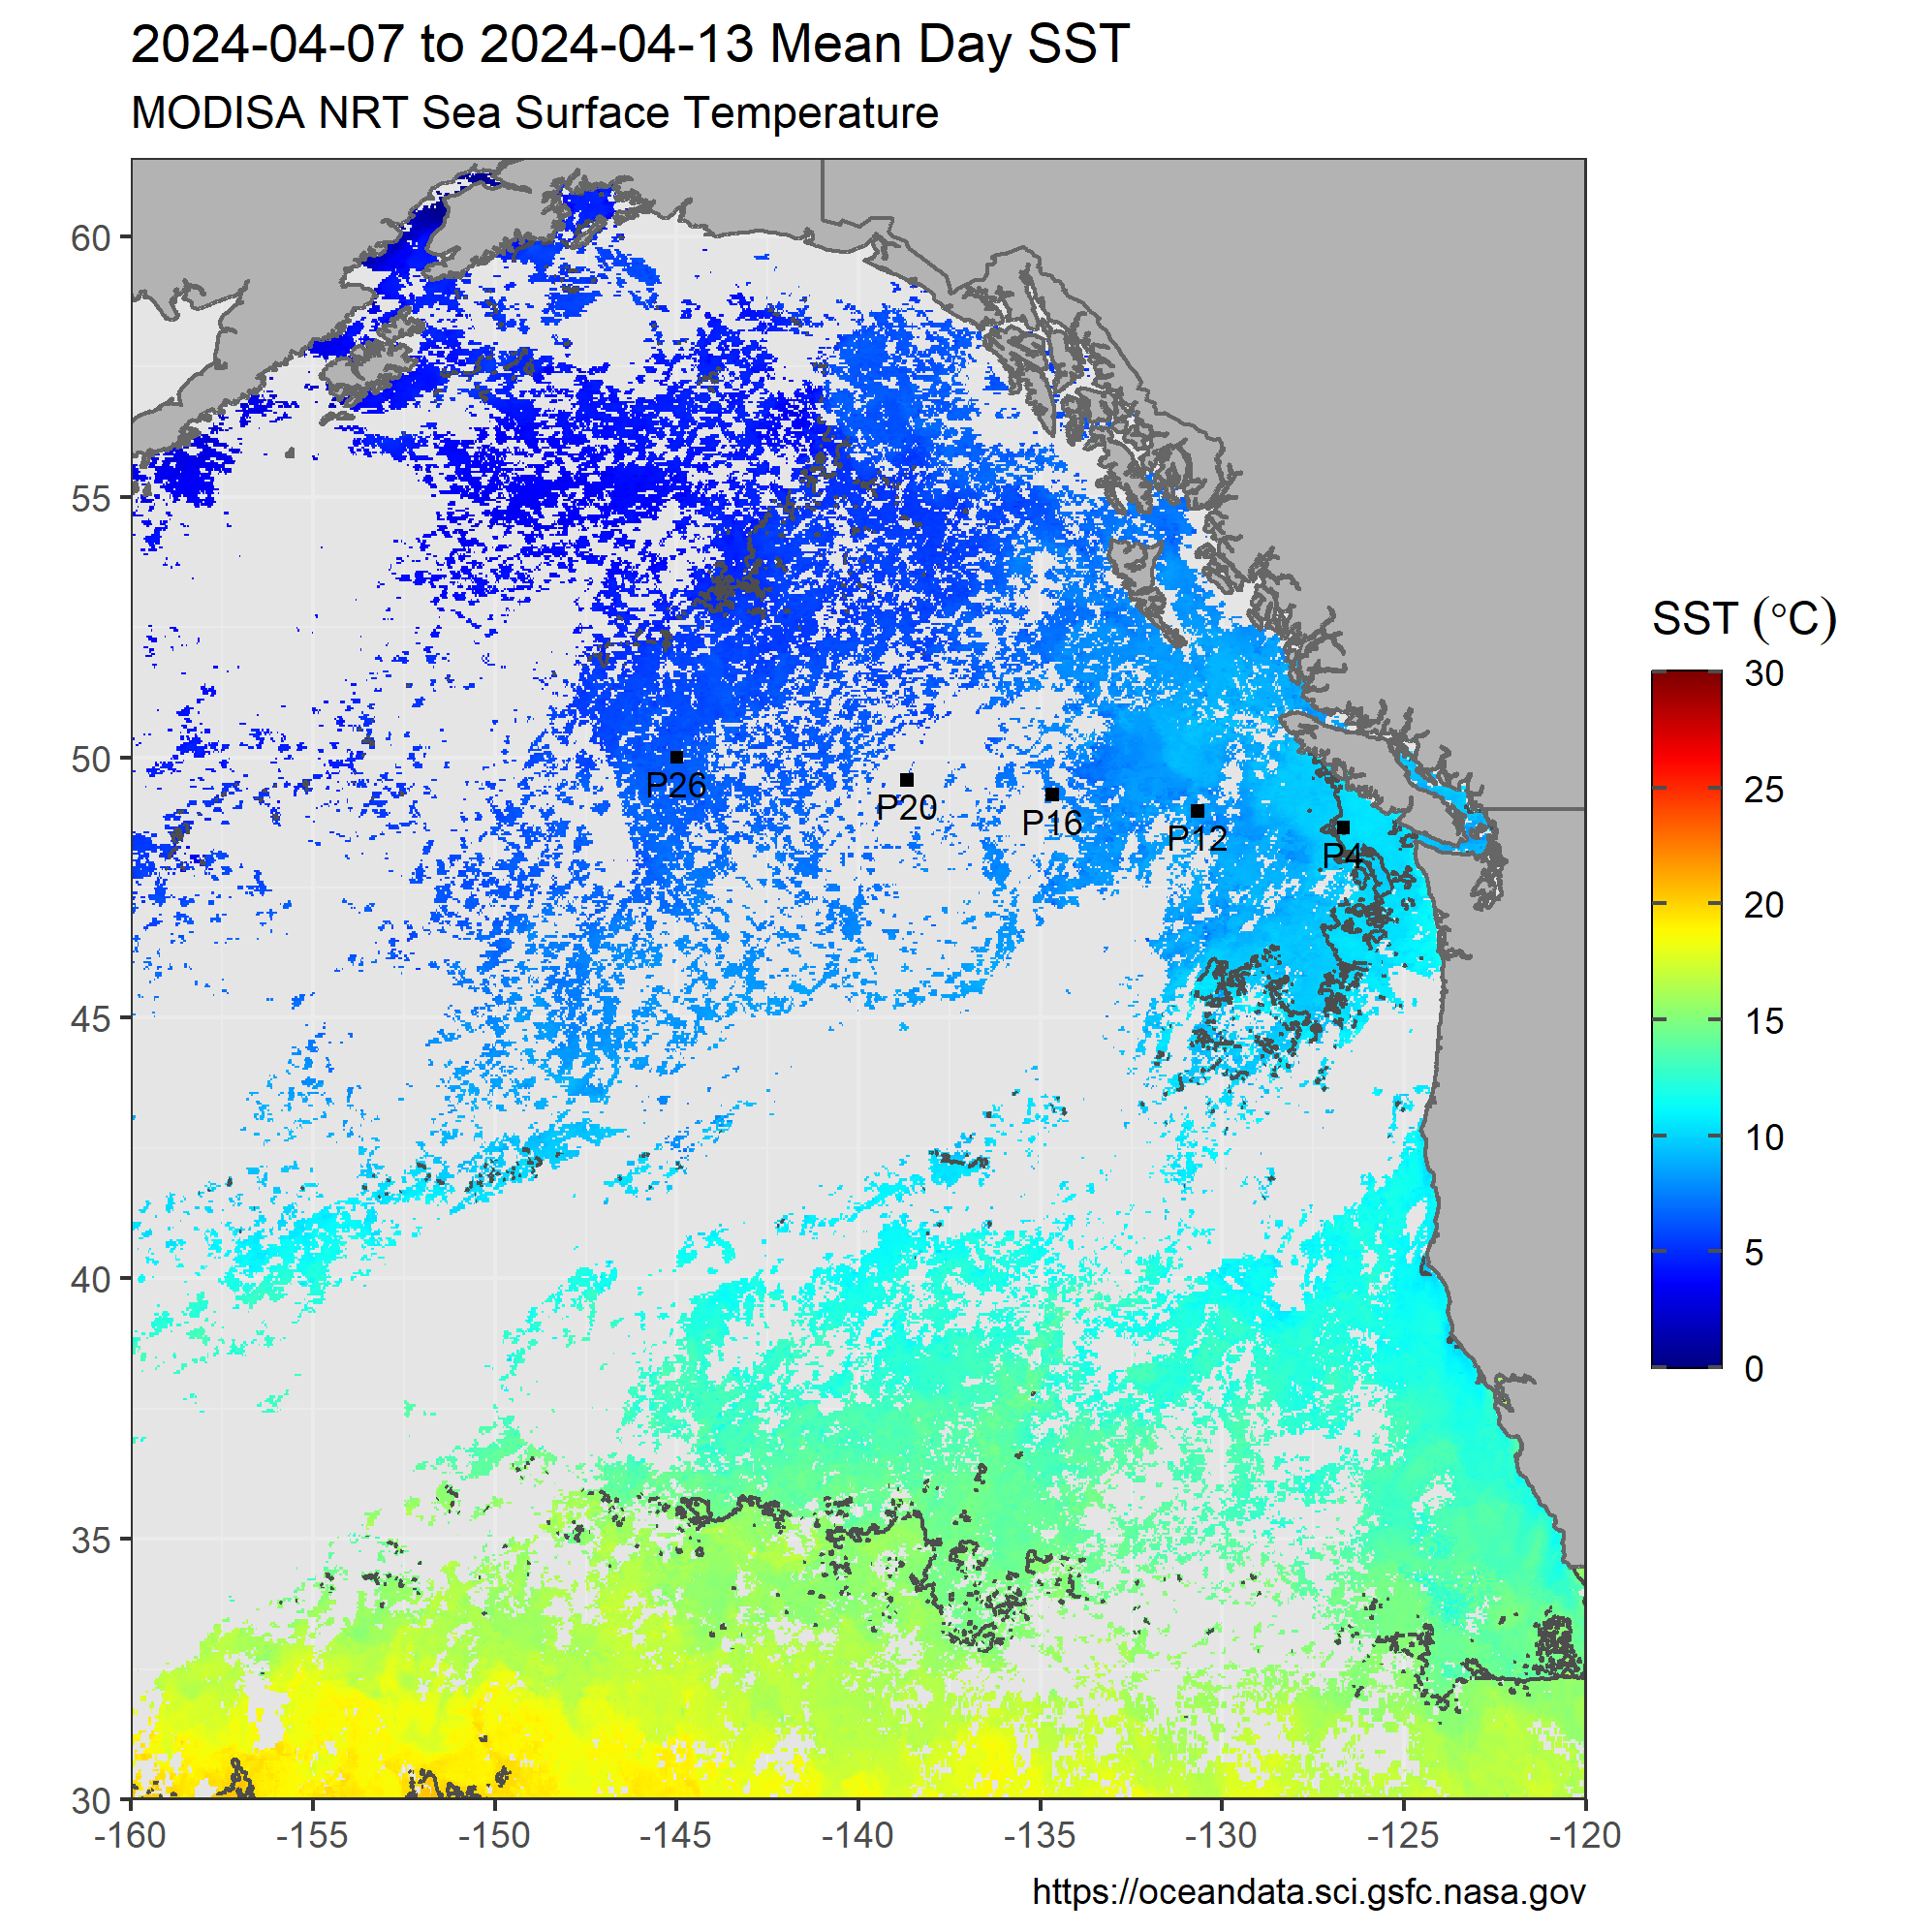 2024-04-07 to 2024-04-13 Mean Day SST
MODISA NRT Sea Surface Temperature
60
55
50
45
40
35
30
-160
-155
-150
-145
-140
-135
-130
-125
-120
P26
P20
P16
P12
P4
SST (°C)
30
25
20
15
10
5
0
https://oceandata.sci.gsfc.nasa.gov